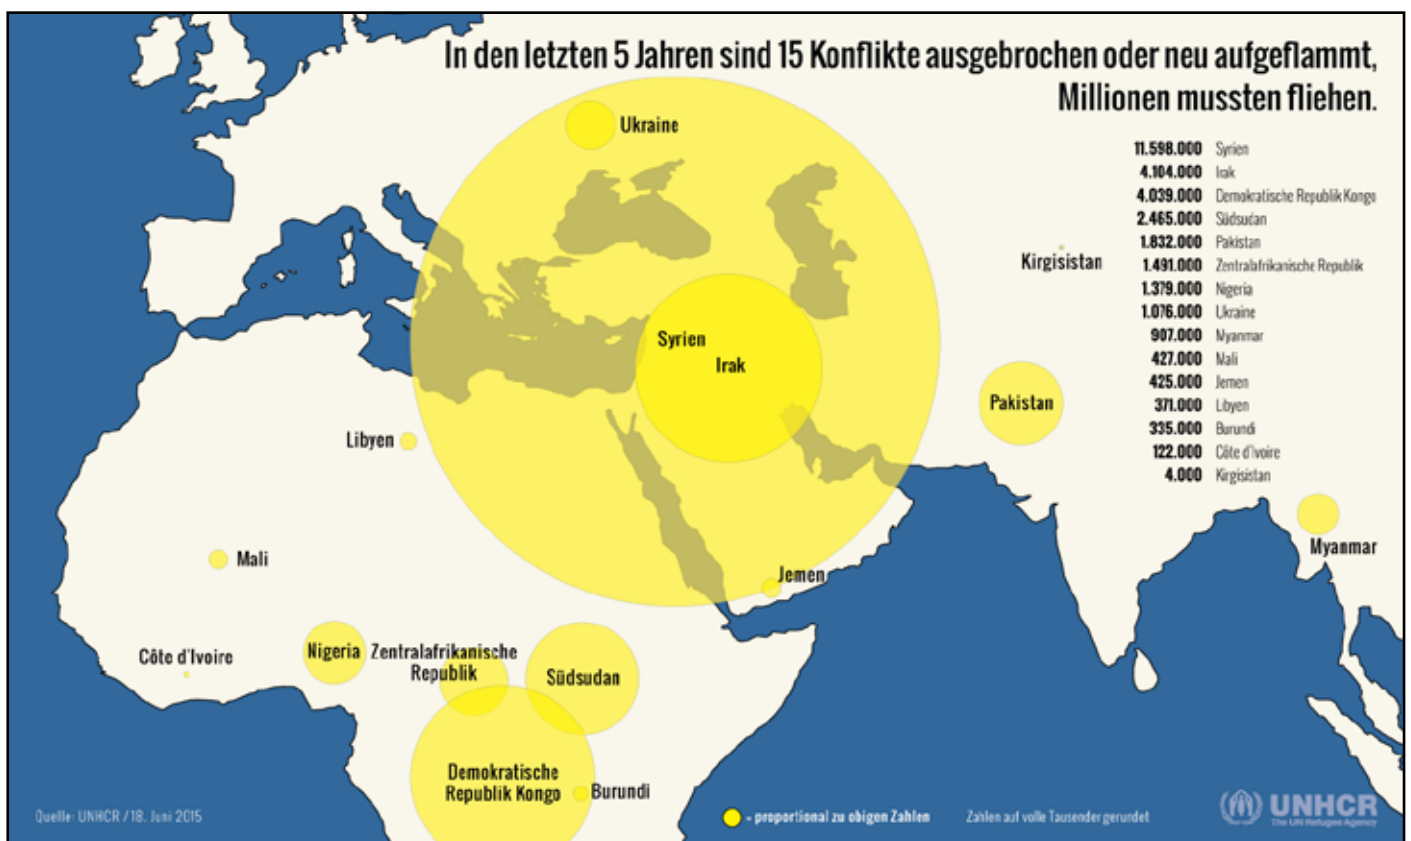 In den letzten 5 Jahren sind 15 Konflikte ausgebrochen oder neu aufgeflammt,
Millionen mussten fliehen.
11.598.000 Syrien
4.104.000 Irak
4.039.000 Demokratische Republik Kongo
2.465.000 Südsudan
1.832.000 Pakistan
1.491.000 Zentralafrikanische Republik
1.379.000 Nigeria
1.076.000 Ukraine
907.000 Myanmar
427.000 Mali
425.000 Jemen
371.000 Libyen
335.000 Burundi
122.000 Côte d'Ivoire
4.000 Kirgisistan
Ukraine
Kirgisistan
Syrien
Irak
Pakistan
Libyen
Myanmar
Mali
Jemen
Côte d'Ivoire
Nigeria
Zentralafrikanische
Republik
Südsudan
Demokratische
Republik Kongo
Burundi
Quelle: UNHCR / 18. Juni 2015
= proportional zu obigen Zahlen
Zahlen auf volle Tausender gerundet
UNHCR
The UN Refugee Agency